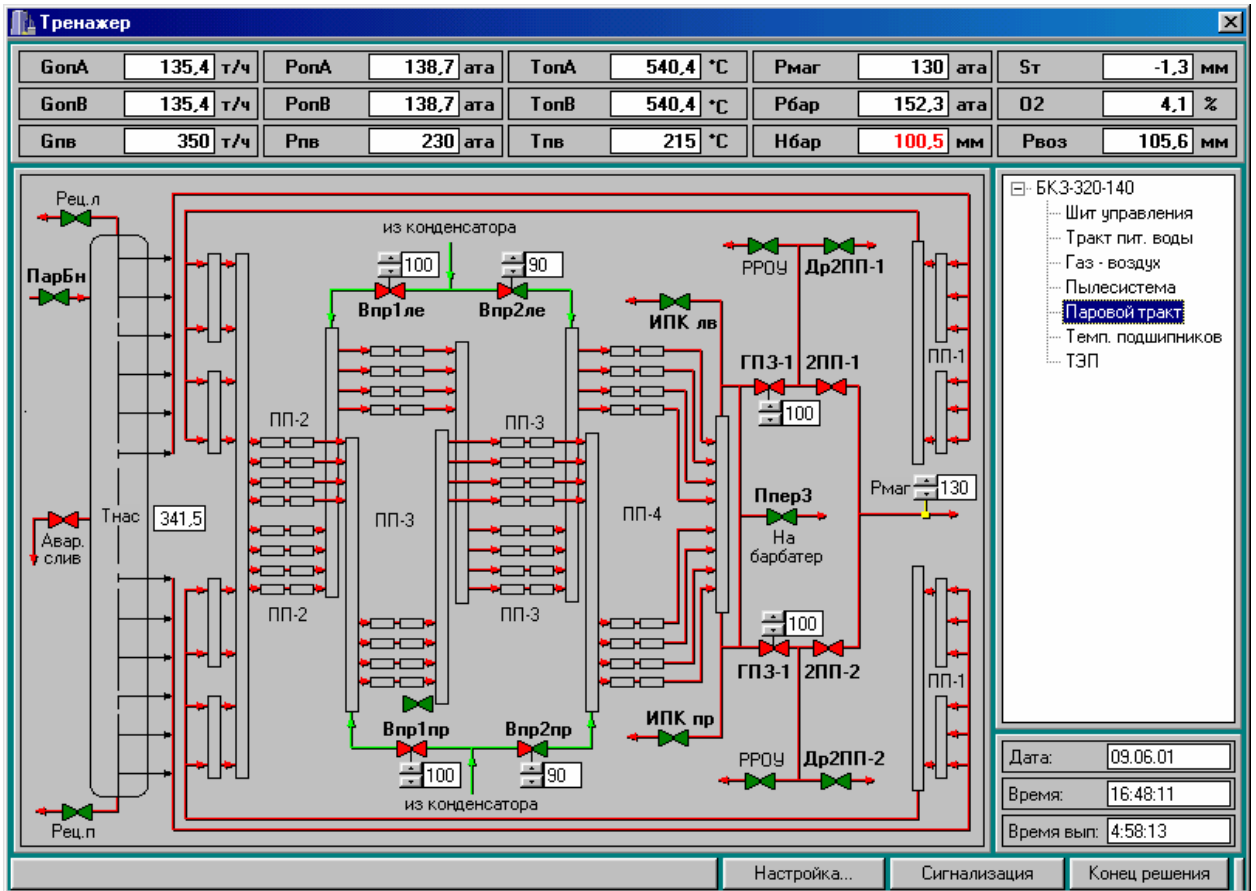 Тренажер
GопА 135,4 т/ч РопА 138,7 ата ТопА 540,4 °С Рмаг 130 ата Sт -1,3 мм
GопВ 135,4 т/ч РопВ 138,7 ата ТопВ 540,4 °С Рбар 152,3 ата О2 4,1 %
Gпв 350 т/ч Рпв 230 ата Тпв 215 °С Нбар 100,5 мм Рвоз 105,6 мм
Рец.л
ПарБн
из конденсатора
100
90
Впр1ле
Впр2ле
РРОУ
Др2ПП-1
ИПК лв
ГПЗ-1
2ПП-1
100
ПП-1
ПП-2
ПП-3
Рмаг 130
Ппер3
На
барбатер
Тнас 341,5
Авар.
слив
ПП-3
ПП-4
ПП-2
ПП-3
100
ГПЗ-1
2ПП-2
ПП-1
ИПК пр
Впр1пр
Впр2пр
100
90
из конденсатора
РРОУ
Др2ПП-2
Рец.п
БКЗ-320-140
Шит управления
Тракт пит. воды
Газ - воздух
Пылесистема
Паровой тракт
Темп. подшипников
ТЭП
Дата: 09.06.01
Время: 16:48:11
Время вып: 4:58:13
Настройка...
Сигнализация
Конец решения